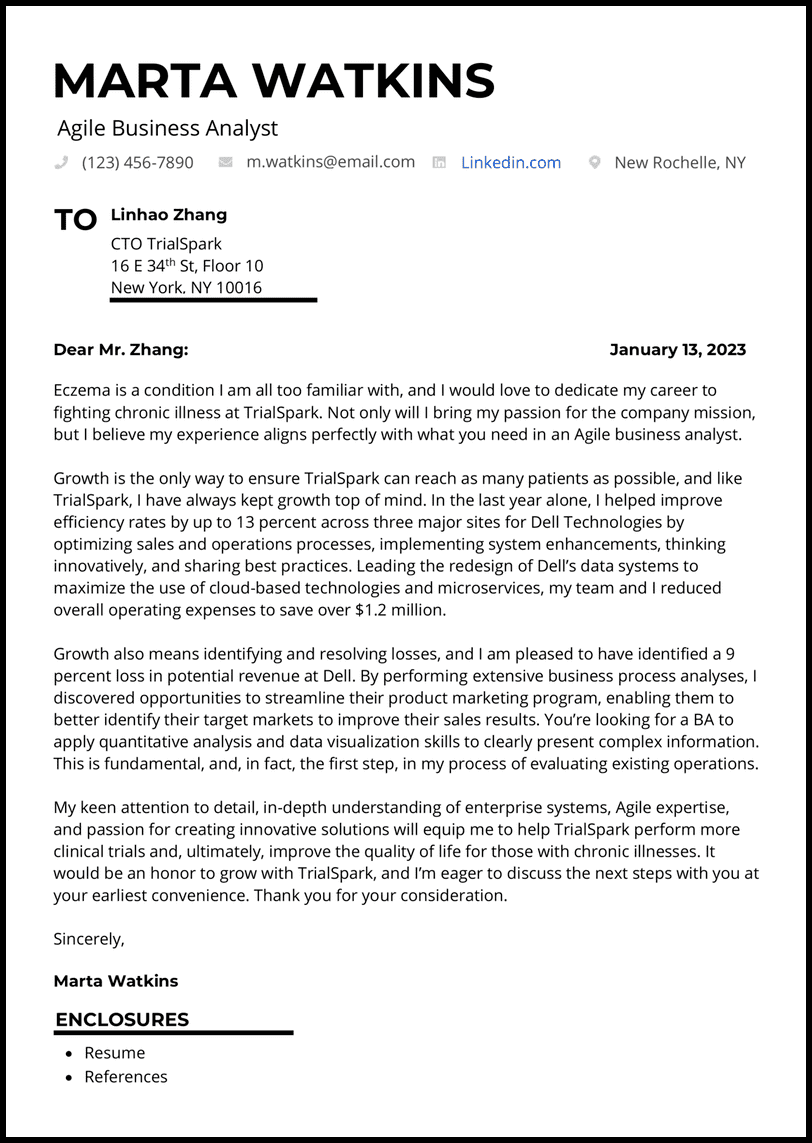 MARTA WATKINS
Agile Business Analyst
(123) 456-7890 m.watkins@email.com Linkedin.com New Rochelle, NY
TO Linhao Zhang
CTO TrialSpark
16 E 34th St, Floor 10
New York, NY 10016
Dear Mr. Zhang: January 13, 2023
Eczema is a condition I am all too familiar with, and I would love to dedicate my career to
fighting chronic illness at TrialSpark. Not only will I bring my passion for the company mission,
but I believe my experience aligns perfectly with what you need in an Agile business analyst.
Growth is the only way to ensure TrialSpark can reach as many patients as possible, and like
TrialSpark, I have always kept growth top of mind. In the last year alone, I helped improve
efficiency rates by up to 13 percent across three major sites for Dell Technologies by
optimizing sales and operations processes, implementing system enhancements, thinking
innovatively, and sharing best practices. Leading the redesign of Dell’s data systems to
maximize the use of cloud-based technologies and microservices, my team and I reduced
overall operating expenses to save over $1.2 million.
Growth also means identifying and resolving losses, and I am pleased to have identified a 9
percent loss in potential revenue at Dell. By performing extensive business process analyses, I
discovered opportunities to streamline their product marketing program, enabling them to
better identify their target markets to improve their sales results. You’re looking for a BA to
apply quantitative analysis and data visualization skills to clearly present complex information.
This is fundamental, and, in fact, the first step, in my process of evaluating existing operations.
My keen attention to detail, in-depth understanding of enterprise systems, Agile expertise,
and passion for creating innovative solutions will equip me to help TrialSpark perform more
clinical trials and, ultimately, improve the quality of life for those with chronic illnesses. It
would be an honor to grow with TrialSpark, and I’m eager to discuss the next steps with you at
your earliest convenience. Thank you for your consideration.
Sincerely,
Marta Watkins
ENCLOSURES
• Resume
• References